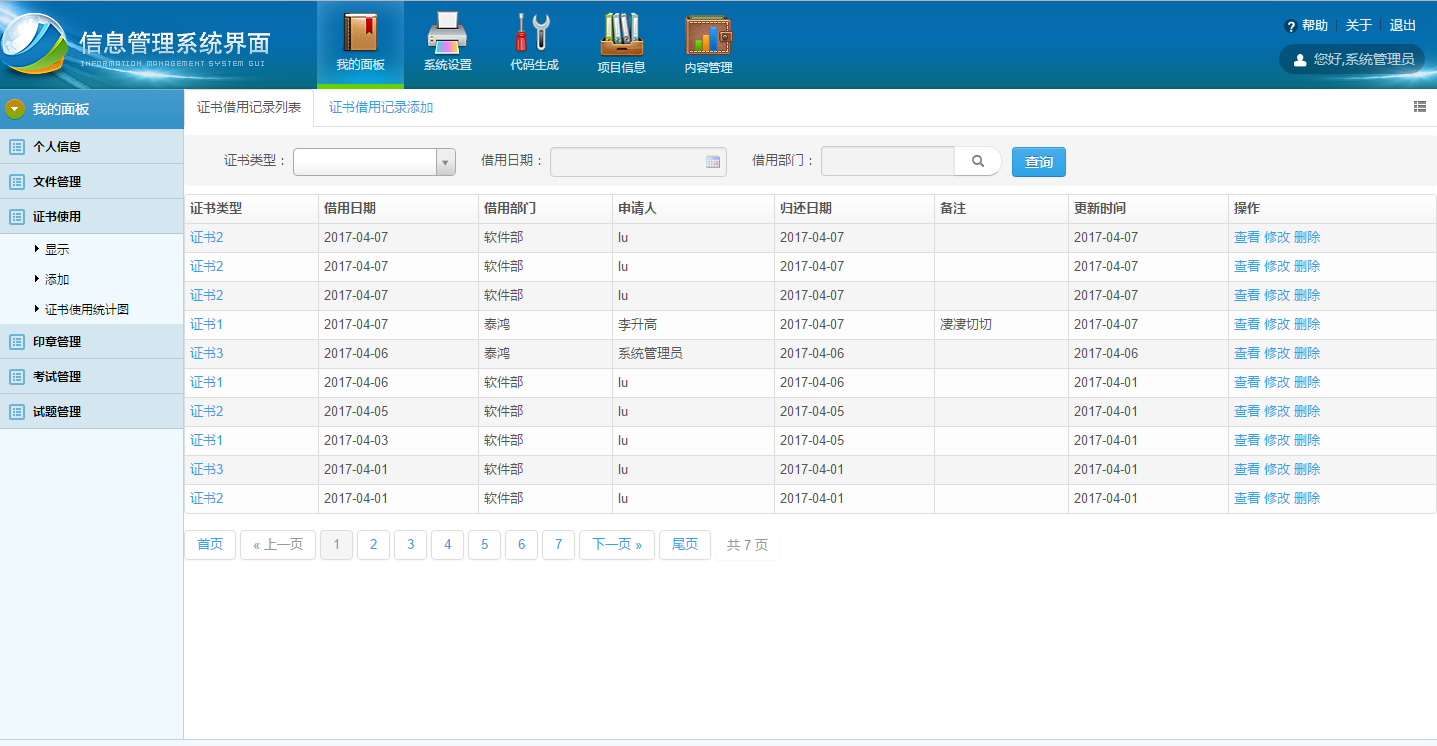 信息管理系统界面
INFORMATION MANAGEMENT SYSTEM GUI
我的面板 系统设置 代码生成 项目信息 内容管理
帮助 关于 退出
您好,系统管理员
我的面板
个人信息
文件管理
证书使用
显示
添加
证书使用统计图
印章管理
考试管理
试题管理
证书借用记录列表 证书借用记录添加
证书类型： 借用日期： 借用部门： 查询
证书类型 借用日期 借用部门 申请人 归还日期 备注 更新时间 操作
证书2 2017-04-07 软件部 lu 2017-04-07 2017-04-07 查看 修改 删除
证书2 2017-04-07 软件部 lu 2017-04-07 2017-04-07 查看 修改 删除
证书2 2017-04-07 软件部 lu 2017-04-07 2017-04-07 查看 修改 删除
证书1 2017-04-07 泰鸿 李升高 2017-04-07 凄凄切切 2017-04-07 查看 修改 删除
证书3 2017-04-06 泰鸿 系统管理员 2017-04-06 2017-04-06 查看 修改 删除
证书1 2017-04-06 软件部 lu 2017-04-06 2017-04-01 查看 修改 删除
证书2 2017-04-05 软件部 lu 2017-04-05 2017-04-01 查看 修改 删除
证书1 2017-04-03 软件部 lu 2017-04-05 2017-04-01 查看 修改 删除
证书3 2017-04-01 软件部 lu 2017-04-01 2017-04-01 查看 修改 删除
证书2 2017-04-01 软件部 lu 2017-04-01 2017-04-01 查看 修改 删除
首页 « 上一页 1 2 3 4 5 6 7 下一页 » 尾页 共 7 页